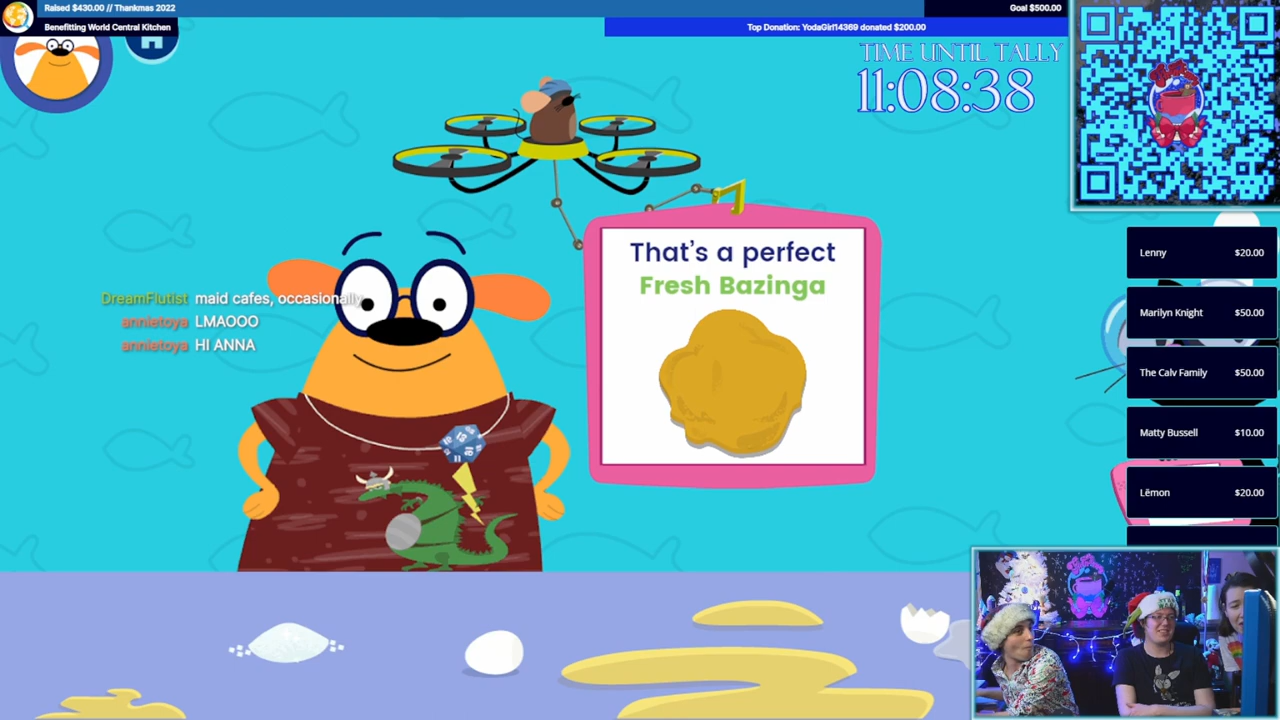 Raised $430.00 // Thankmas 2022
Goal $500.00
Benefitting World Central Kitchen
Top Donation: YodaGirl14369 donated $200.00
TIME UNTIL TALLY
11:08:38
That's a perfect
Fresh Bazinga
DreamFlutist maid cafes, occasionally
annietoya LMAOOO
annietoya HI ANNA
Lenny $20.00
Marilyn Knight $50.00
The Calv Family $50.00
Matty Bussell $10.00
Lēmon $20.00